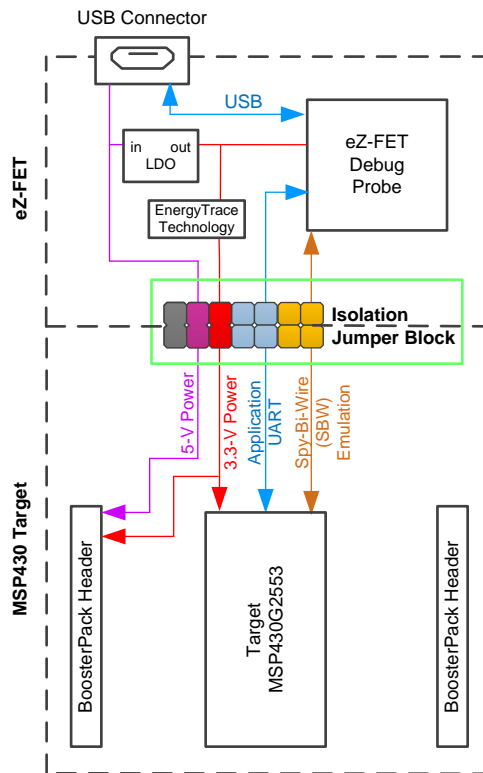 USB Connector
USB
in out
LDO
eZ-FET
Debug
Probe
EnergyTrace
Technology
eZ-FET
Isolation
Jumper Block
5-V Power
3.3-V Power
Application
UART
Spy-Bi-Wire
(SBW)
Emulation
MSP430 Target
BoosterPack Header
Target
MSP430G2553
BoosterPack Header